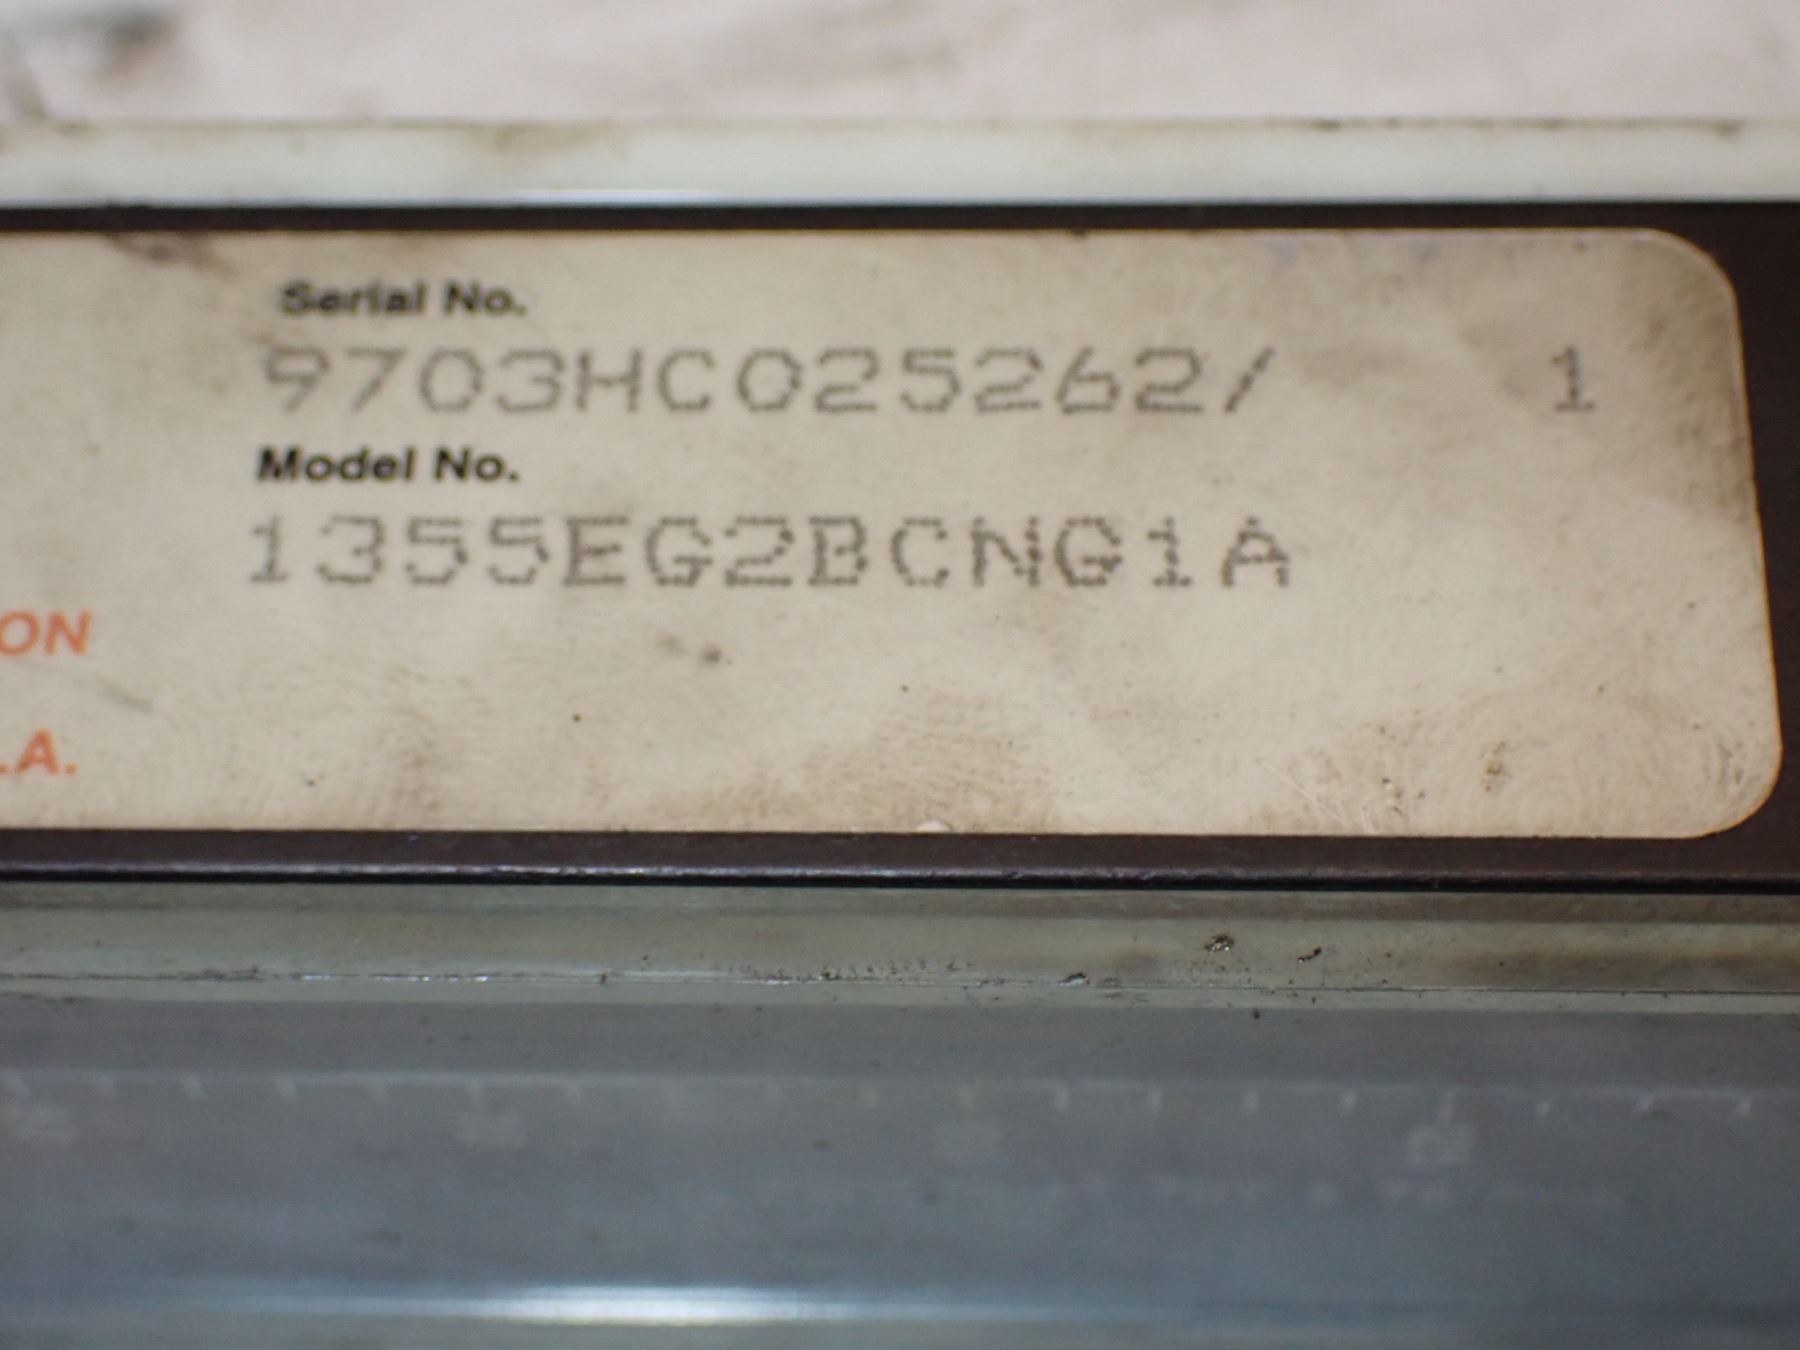 Serial No.
9703HC025262/ 1
Model No.
1355EG2BCNG1A
ON
.A.